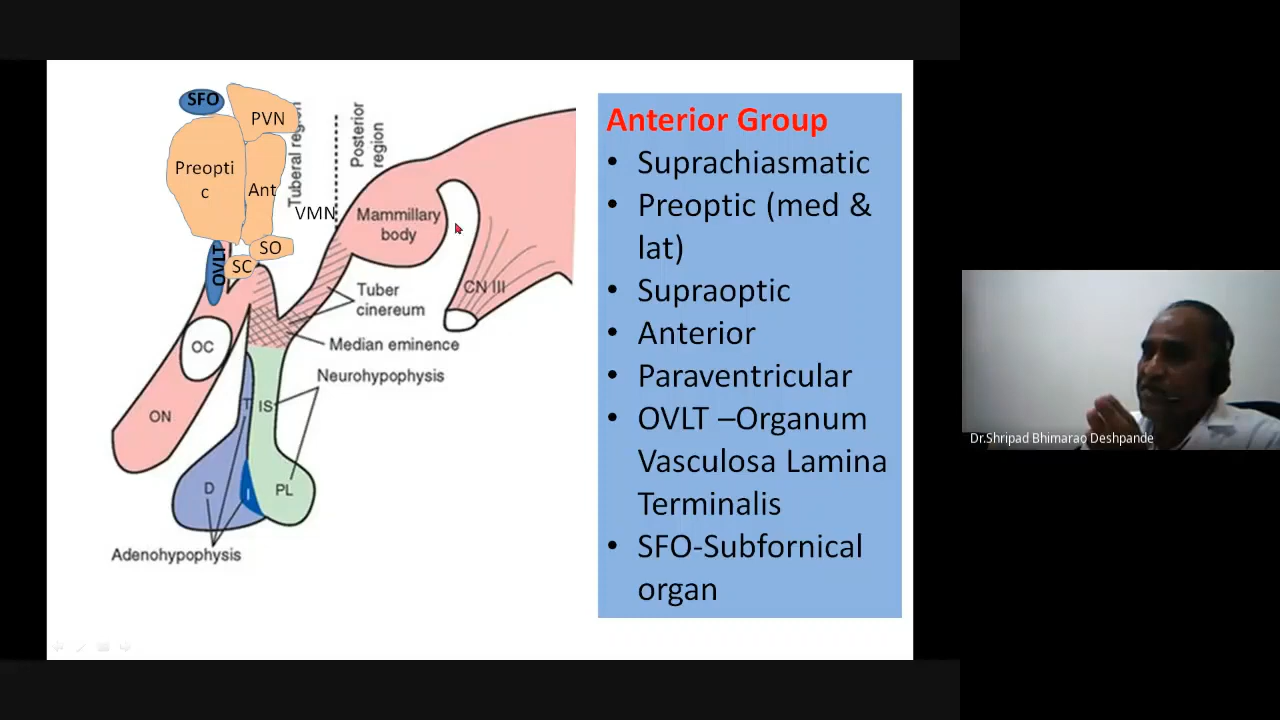 SFO
PVN
Preopti
c
Ant
Tuberal region
Posterior
region
VMN
Mammillary
body
SO
OVLT
SC
CN III
Tuber
cinereum
OC
Median eminence
Neurohypophysis
T
IS
ON
D
I
PL
Adenohypophysis
Anterior Group
• Suprachiasmatic
• Preoptic (med &
lat)
• Supraoptic
• Anterior
• Paraventricular
• OVLT –Organum
Vasculosa Lamina
Terminalis
• SFO-Subfornical
organ
Dr.Shripad Bhimarao Deshpande